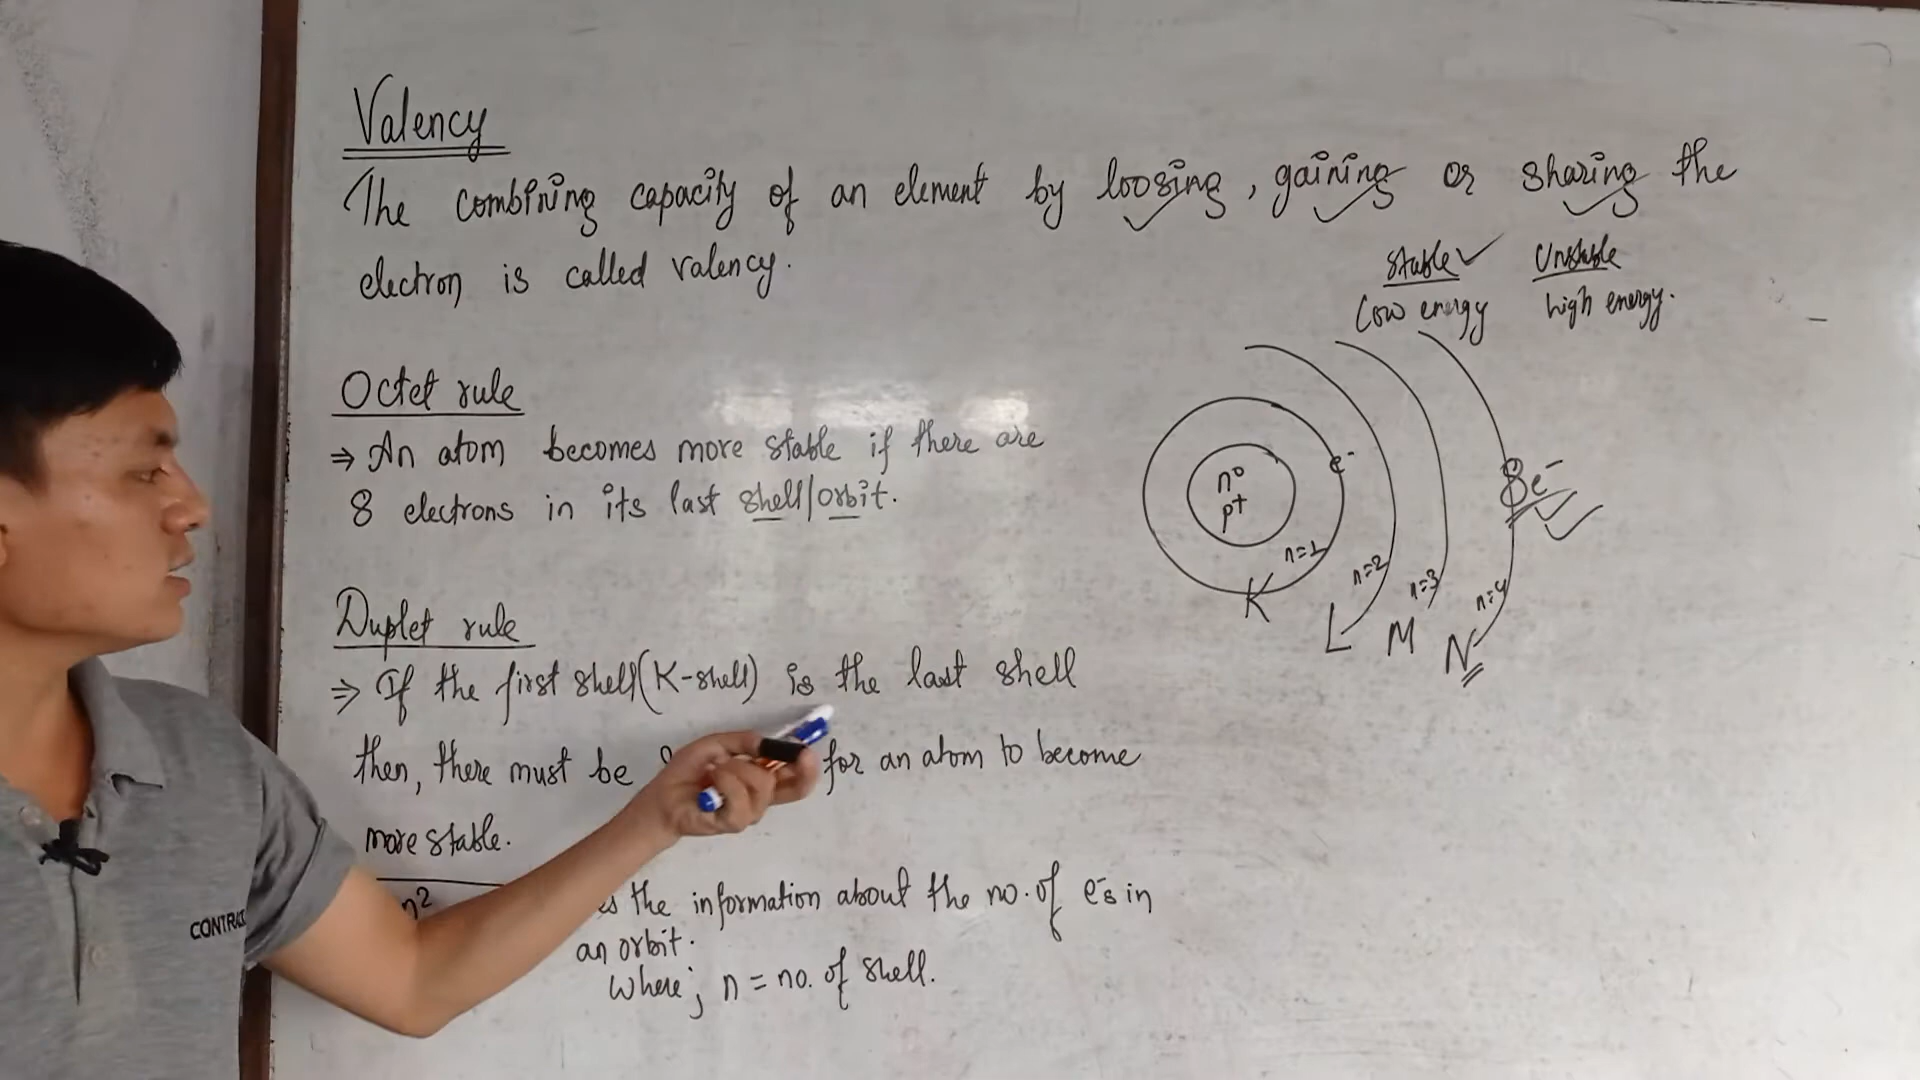 Valency
The combining capacity of an element by loosing, gaining or sharing the
electron is called valency.
stable ✓ Unstable
Low energy high energy.
Octet rule
⇒ An atom becomes more stable if there are
8 electrons in its last shell/orbit.
Duplet rule
⇒ If the first shell(K-shell) is the last shell
then, there must be for an atom to become
more stable.
n²
the information about the no. of e⁻s in
an orbit.
Where; n = no. of shell.
n⁰
p+
e⁻
8e⁻
n=1
n=2
n=3
n=4
K
L
M
N